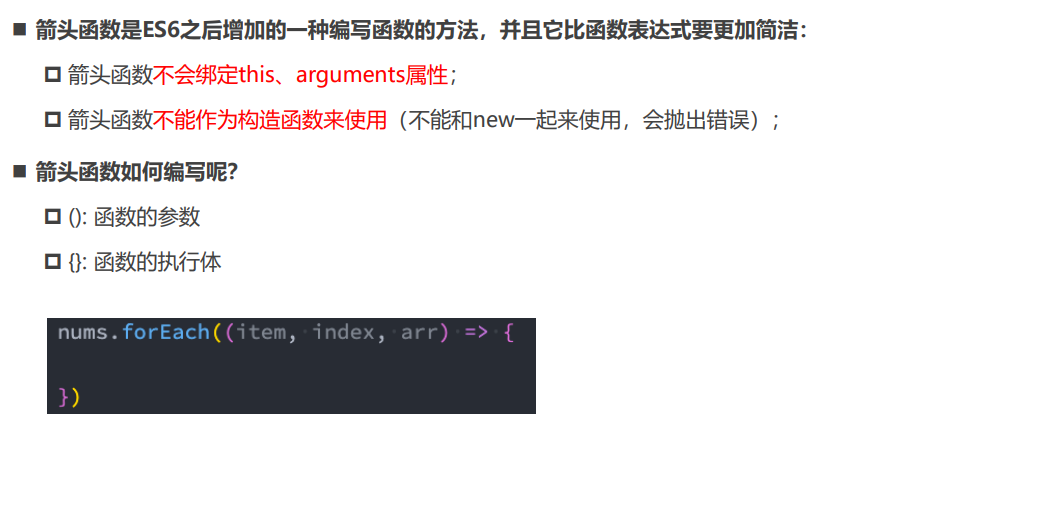 箭头函数是ES6之后增加的一种编写函数的方法，并且它比函数表达式要更加简洁：
箭头函数不会绑定this、arguments属性；
箭头函数不能作为构造函数来使用（不能和new一起来使用，会抛出错误）；
箭头函数如何编写呢？
(): 函数的参数
{}: 函数的执行体
nums.forEach((item, index, arr) => {
})